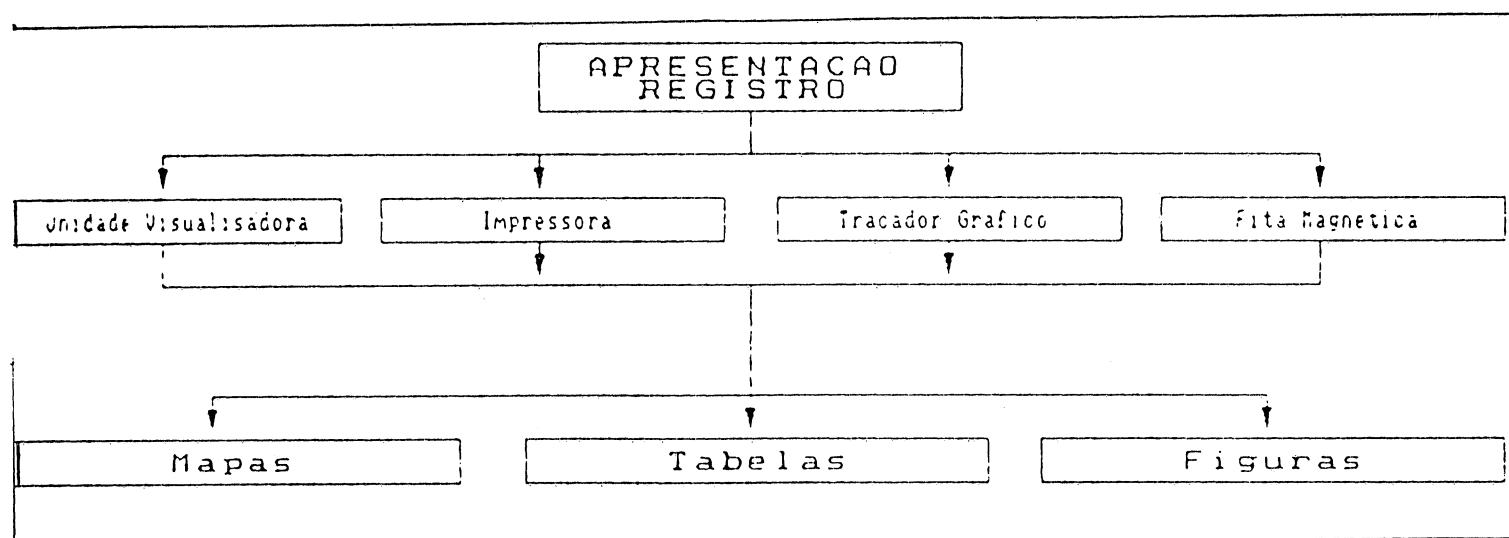 APRESENTACAO
REGISTRO
Unidade Visualisadora
Impressora
Tracador Grafico
Fita Magnetica
Mapas
Tabelas
Figuras